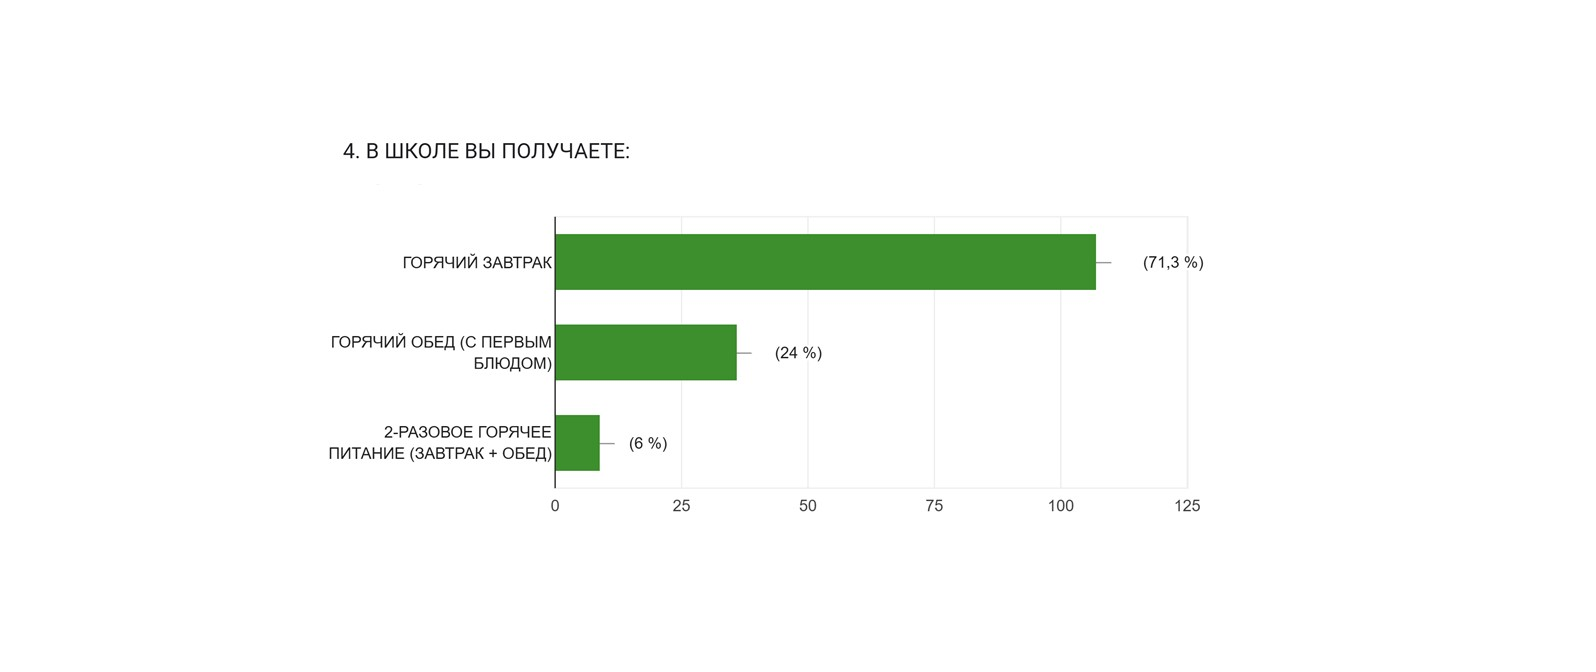 4. В ШКОЛЕ ВЫ ПОЛУЧАЕТЕ:
ГОРЯЧИЙ ЗАВТРАК
(71,3 %)
ГОРЯЧИЙ ОБЕД (С ПЕРВЫМ
БЛЮДОМ)
(24 %)
2-РАЗОВОЕ ГОРЯЧЕЕ
ПИТАНИЕ (ЗАВТРАК + ОБЕД)
(6 %)
0 25 50 75 100 125